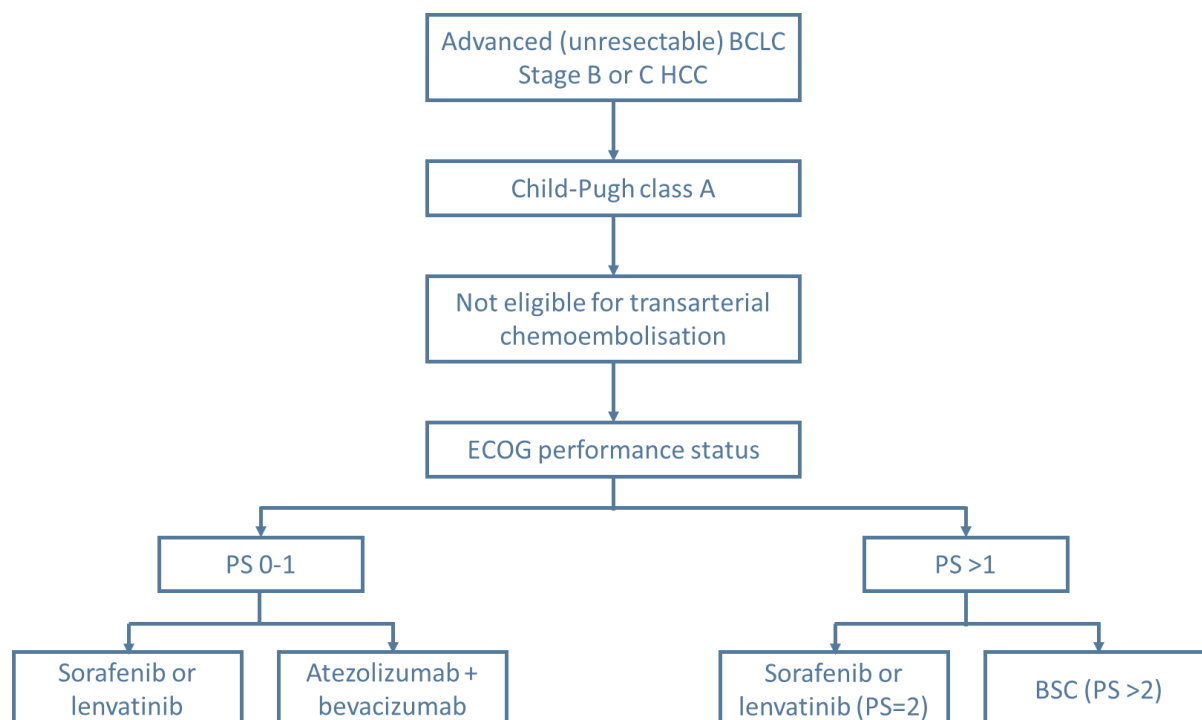 Advanced (unresectable) BCLC
Stage B or C HCC
Child-Pugh class A
Not eligible for transarterial
chemoembolisation
ECOG performance status
PS 0-1
PS >1
Sorafenib or
lenvatinib
Atezolizumab +
bevacizumab
Sorafenib or
lenvatinib (PS=2)
BSC (PS >2)